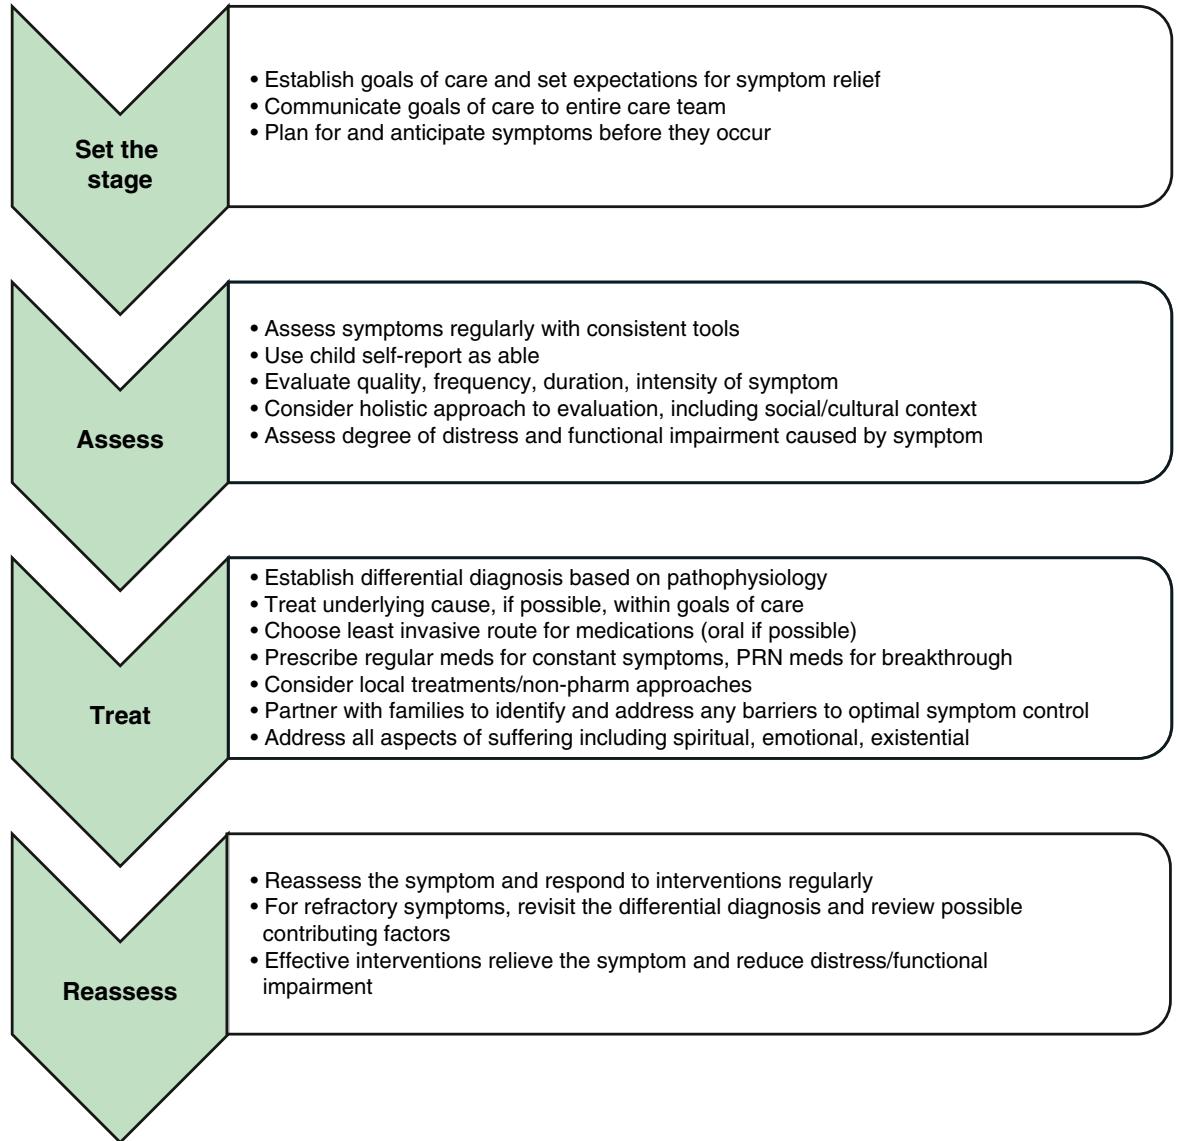 Set the
stage
• Establish goals of care and set expectations for symptom relief
• Communicate goals of care to entire care team
• Plan for and anticipate symptoms before they occur
Assess
• Assess symptoms regularly with consistent tools
• Use child self-report as able
• Evaluate quality, frequency, duration, intensity of symptom
• Consider holistic approach to evaluation, including social/cultural context
• Assess degree of distress and functional impairment caused by symptom
Treat
• Establish differential diagnosis based on pathophysiology
• Treat underlying cause, if possible, within goals of care
• Choose least invasive route for medications (oral if possible)
• Prescribe regular meds for constant symptoms, PRN meds for breakthrough
• Consider local treatments/non-pharm approaches
• Partner with families to identify and address any barriers to optimal symptom control
• Address all aspects of suffering including spiritual, emotional, existential
Reassess
• Reassess the symptom and respond to interventions regularly
• For refractory symptoms, revisit the differential diagnosis and review possible
contributing factors
• Effective interventions relieve the symptom and reduce distress/functional
impairment